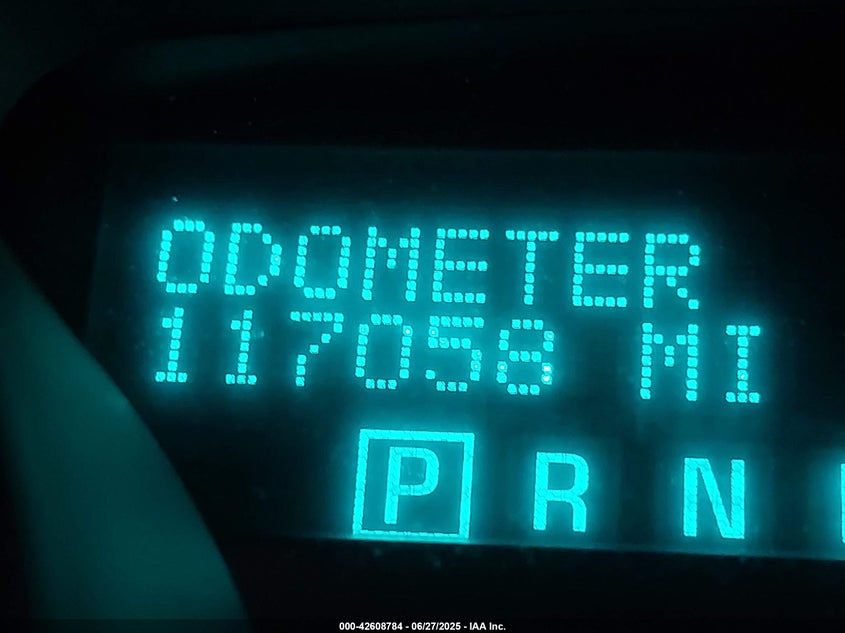 ODOMETER
117058 MI
P R N
000-42608784 - 06/27/2025 - IAA Inc.